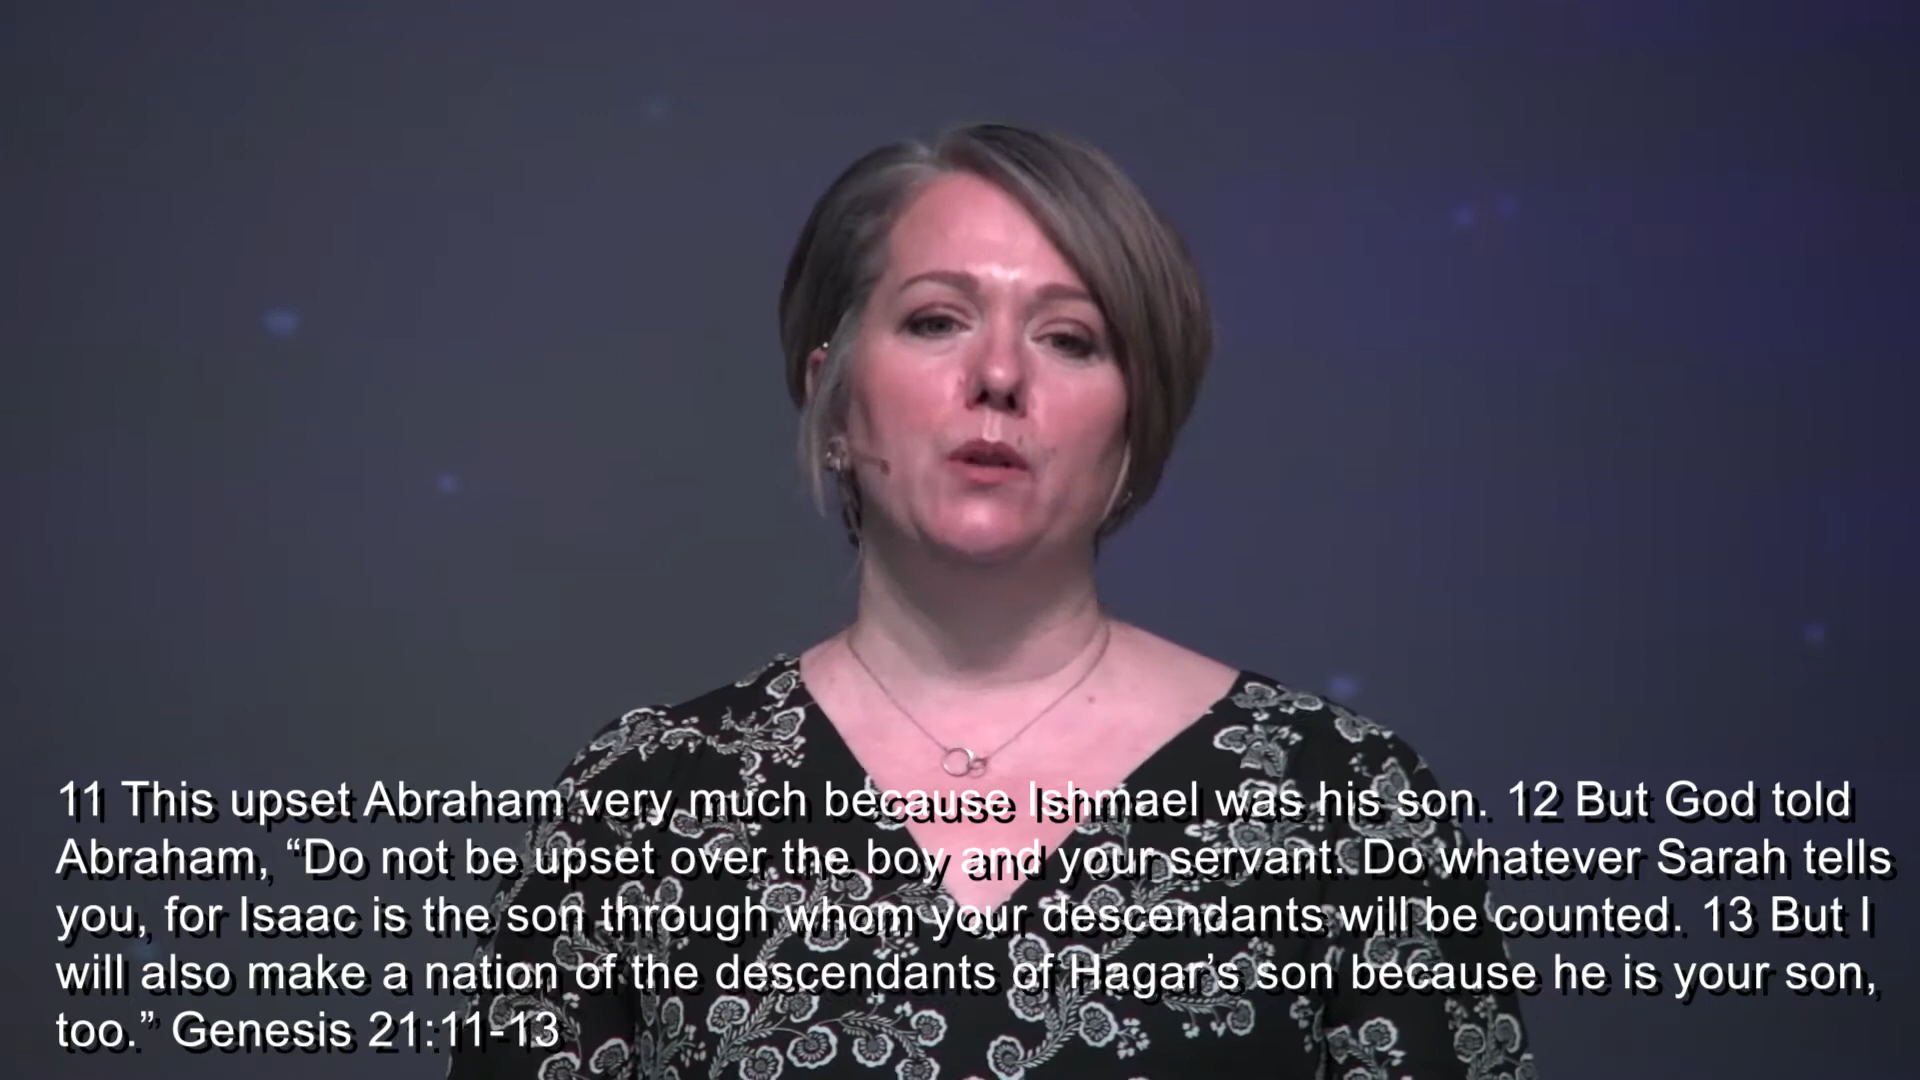 11 This upset Abraham very much because Ishmael was his son. 12 But God told
Abraham, “Do not be upset over the boy and your servant. Do whatever Sarah tells
you, for Isaac is the son through whom your descendants will be counted. 13 But I
will also make a nation of the descendants of Hagar’s son because he is your son,
too.” Genesis 21:11-13